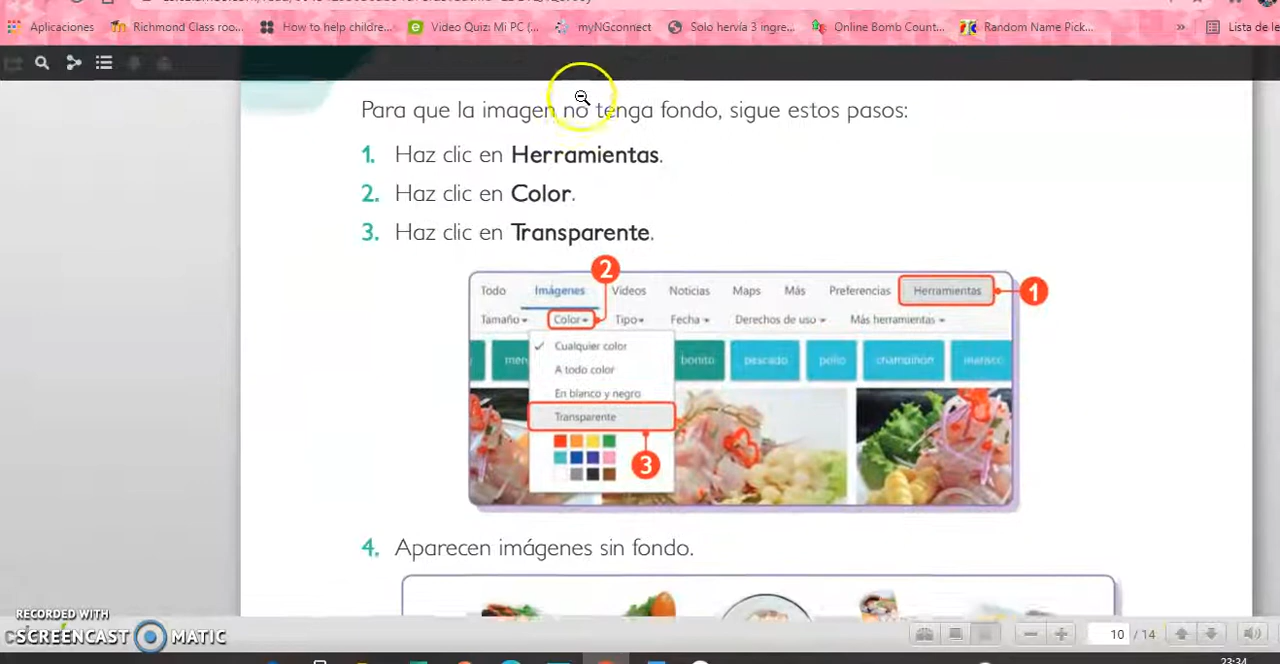 Aplicaciones Richmond Class roo... How to help childre... Video Quiz: Mi PC (... myNGconnect Solo hervía 3 ingre... Online Bomb Count... Random Name Pick... » Lista de le
Para que la imagen no tenga fondo, sigue estos pasos:
1. Haz clic en Herramientas.
2. Haz clic en Color.
3. Haz clic en Transparente.
2
Todo Imágenes Vídeos Noticias Maps Más Preferencias Herramientas 1
Tamaño Color Tipo Fecha Derechos de uso Más herramientas
Cualquier color
bonito pescado pollo champiñon marisco
A todo color
En blanco y negro
Transparente
3
4. Aparecen imágenes sin fondo.
RECORDED WITH
SCREENCAST MATIC
10 / 14
23:34